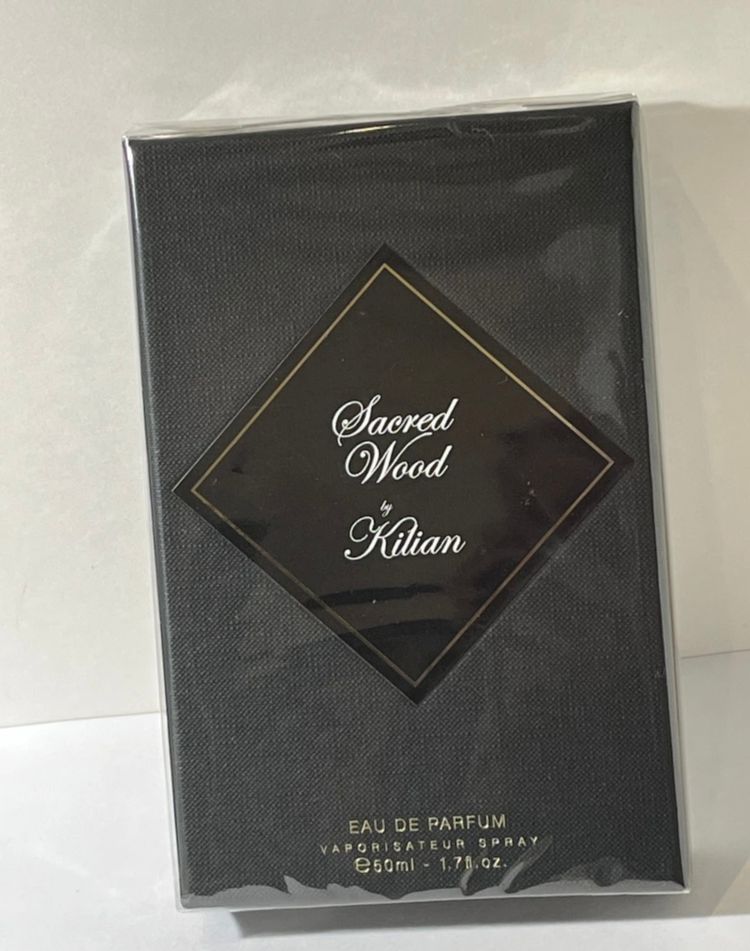 Sacred
Wood
by
Kilian
EAU DE PARFUM
VAPORISATEUR SPRAY
℮50ml - 1.7fl.oz.